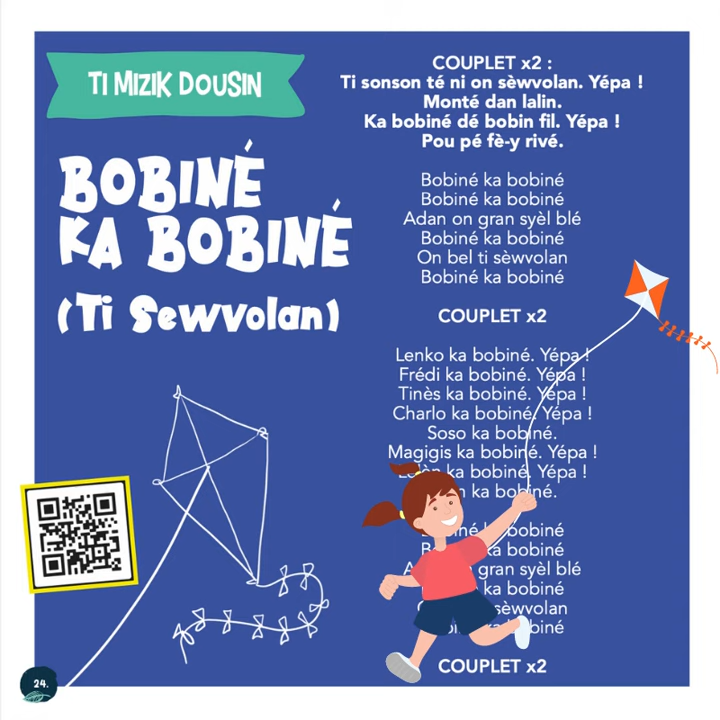 TI MIZIK DOUSIN
BOBINÉ
KA BOBINÉ
(Ti Sewvolan)
COUPLET x2 :
Ti sonson té ni on sèwvolan. Yépa !
Monté dan lalin.
Ka bobiné dé bobin fil. Yépa !
Pou pé fè-y rivé.
Bobiné ka bobiné
Bobiné ka bobiné
Adan on gran syèl blé
Bobiné ka bobiné
On bel ti sèwvolan
Bobiné ka bobiné
COUPLET x2
Lenko ka bobiné. Yépa !
Frédi ka bobiné. Yépa !
Tinès ka bobiné. Yépa !
Charlo ka bobiné. Yépa !
Soso ka bobiné.
Magigis ka bobiné. Yépa !
ka bobiné. Yépa !
ka bobiné.
bobiné
ka bobiné
gran syèl blé
ka bobiné
sèwvolan
COUPLET x2
24.